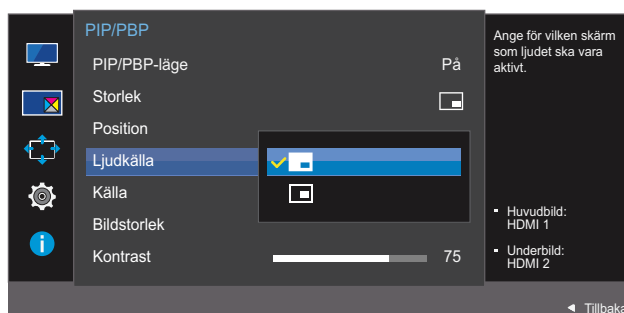 PIP/PBP
PIP/PBP-läge På
Storlek
Position
Ljudkälla
Källa
Bildstorlek
Kontrast 75
Ange för vilken skärm
som ljudet ska vara
aktivt.
Huvudbild:
HDMI 1
Underbild:
HDMI 2
Tillbaka